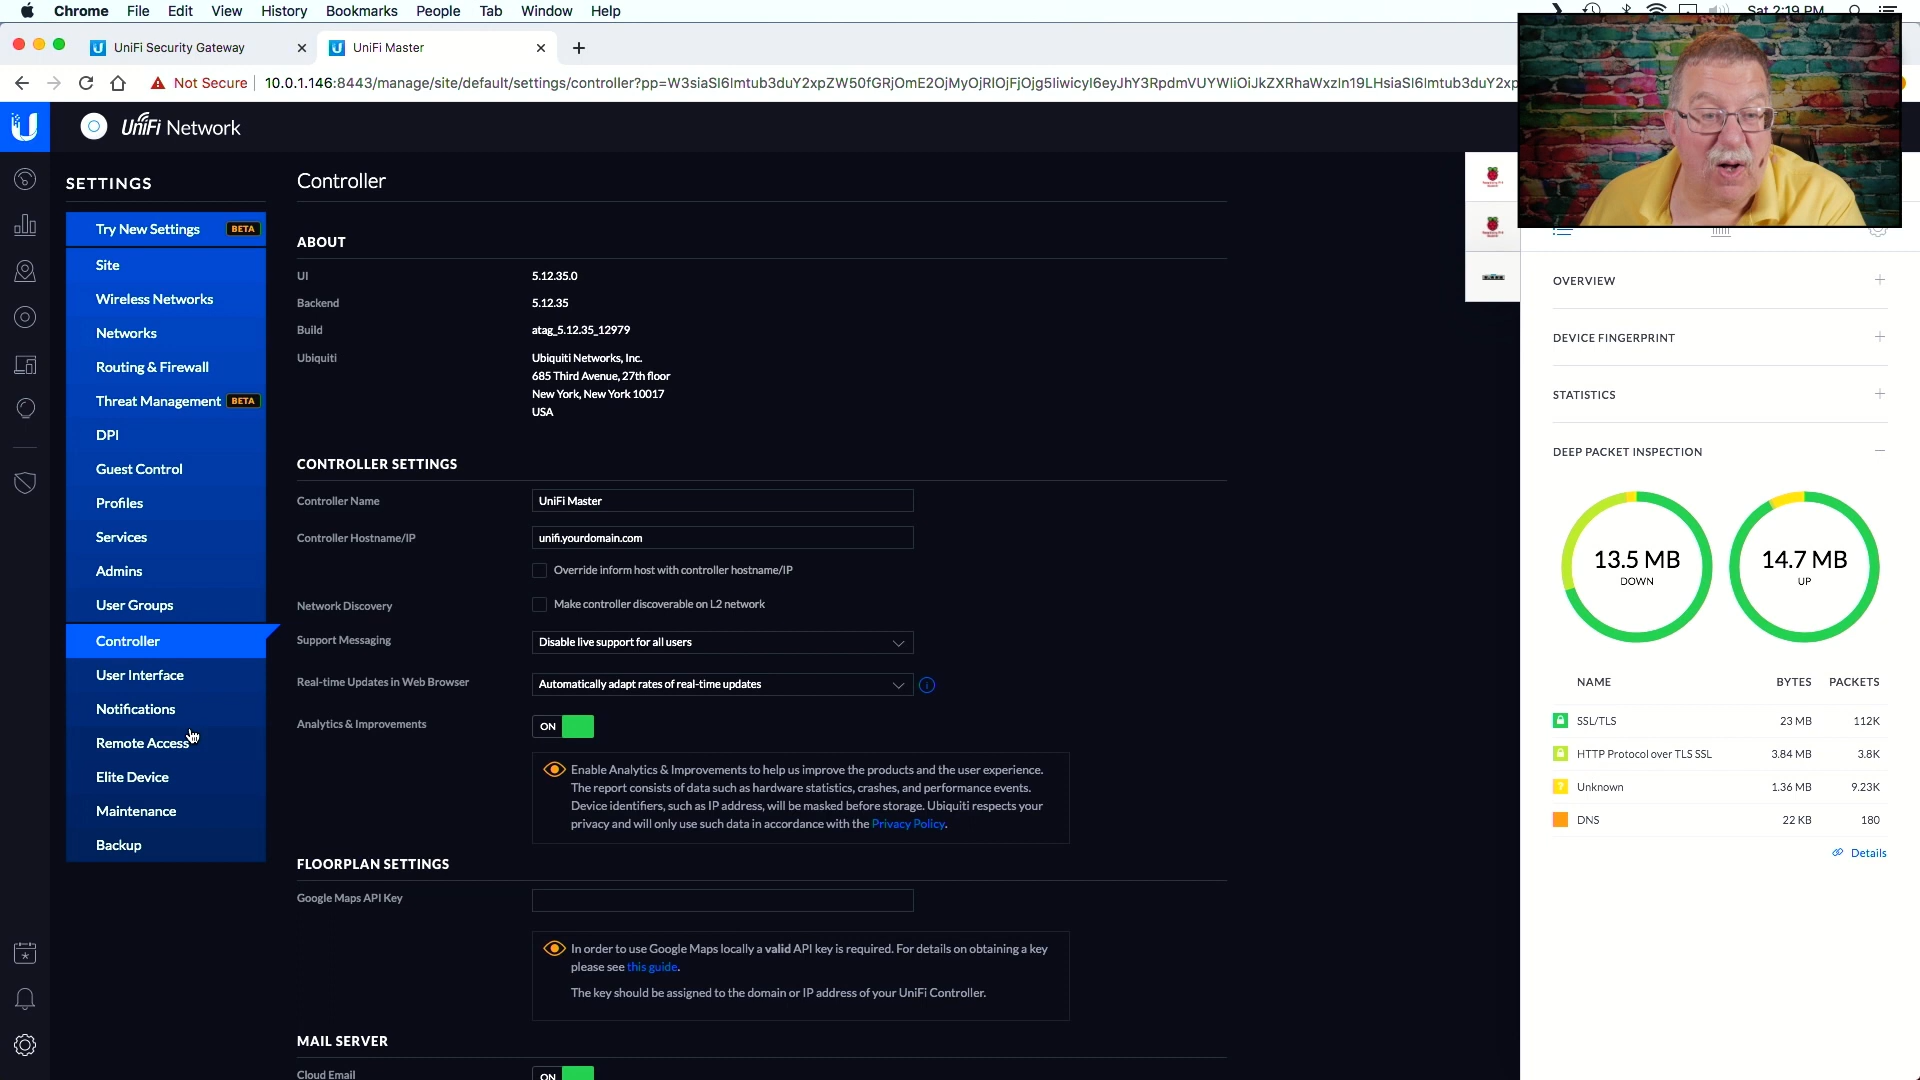 Chrome File Edit View History Bookmarks People Tab Window Help
Sat 2:19 PM
UniFi Security Gateway
UniFi Master
Not Secure
UniFi Network
SETTINGS
Try New Settings BETA
Site
Wireless Networks
Networks
Routing & Firewall
Threat Management BETA
DPI
Guest Control
Profiles
Services
Admins
User Groups
Controller
User Interface
Notifications
Remote Access
Elite Device
Maintenance
Backup
Controller
ABOUT
UI 5.12.35.0
Backend 5.12.35
Build atag_5.12.35_12979
Ubiquiti Ubiquiti Networks, Inc.
685 Third Avenue, 27th floor
New York, New York 10017
USA
CONTROLLER SETTINGS
Controller Name UniFi Master
Controller Hostname/IP unifi.yourdomain.com
Override inform host with controller hostname/IP
Network Discovery Make controller discoverable on L2 network
Support Messaging Disable live support for all users
Real-time Updates in Web Browser Automatically adapt rates of real-time updates
Analytics & Improvements ON
Enable Analytics & Improvements to help us improve the products and the user experience.
The report consists of data such as hardware statistics, crashes, and performance events.
Device identifiers, such as IP address, will be masked before storage. Ubiquiti respects your
privacy and will only use such data in accordance with the Privacy Policy.
FLOORPLAN SETTINGS
Google Maps API Key
In order to use Google Maps locally a valid API key is required. For details on obtaining a key
please see this guide.
The key should be assigned to the domain or IP address of your UniFi Controller.
MAIL SERVER
Cloud Email ON
OVERVIEW
DEVICE FINGERPRINT
STATISTICS
DEEP PACKET INSPECTION
13.5 MB
DOWN
14.7 MB
UP
NAME BYTES PACKETS
SSL/TLS 23 MB 112K
HTTP Protocol over TLS SSL 3.84 MB 3.8K
Unknown 1.36 MB 9.23K
DNS 22 KB 180
Details